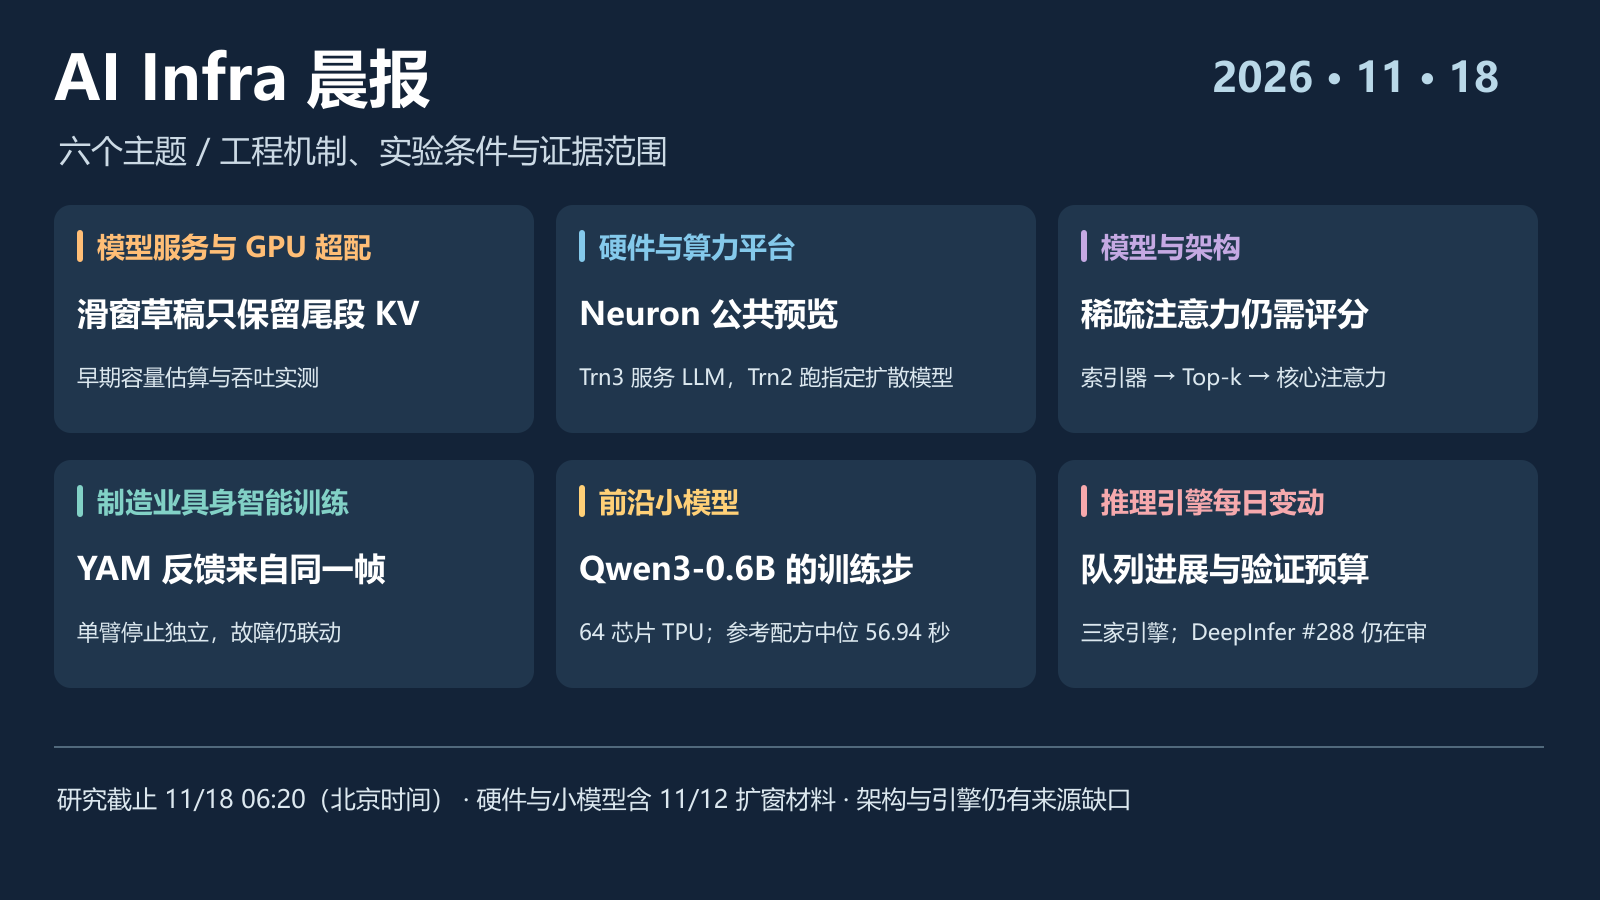 AI Infra 晨报
2026 • 11 • 18
六个主题 / 工程机制、实验条件与证据范围
模型服务与 GPU 超配
滑窗草稿只保留尾段 KV
早期容量估算与吞吐实测
硬件与算力平台
Neuron 公共预览
Trn3 服务 LLM，Trn2 跑指定扩散模型
模型与架构
稀疏注意力仍需评分
索引器 → Top-k → 核心注意力
制造业具身智能训练
YAM 反馈来自同一帧
单臂停止独立，故障仍联动
前沿小模型
Qwen3-0.6B 的训练步
64 芯片 TPU；参考配方中位 56.94 秒
推理引擎每日变动
队列进展与验证预算
三家引擎；DeepInfer #288 仍在审
研究截止 11/18 06:20（北京时间） · 硬件与小模型含 11/12 扩窗材料 · 架构与引擎仍有来源缺口